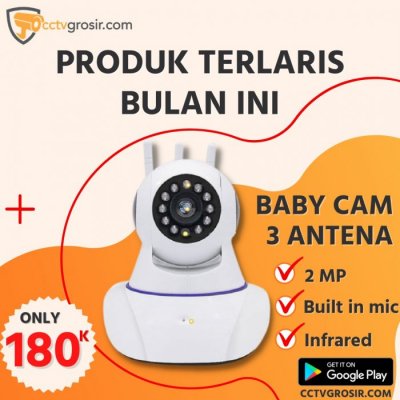 cctvgrosir.com
PRODUK TERLARIS
BULAN INI
BABY CAM
3 ANTENA
2 MP
Built in mic
Infrared
ONLY
180K
GET IT ON
Google Play
CCTVGROSIR.COM